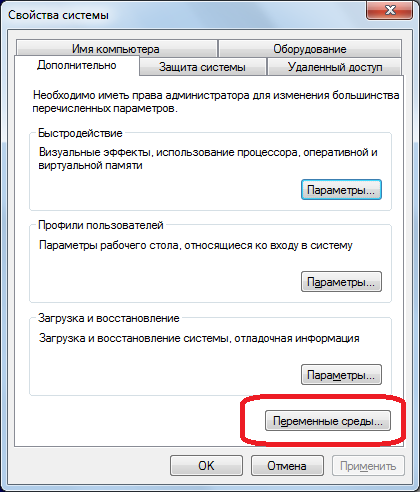 Свойства системы
Имя компьютера
Оборудование
Дополнительно
Защита системы
Удаленный доступ
Необходимо иметь права администратора для изменения большинства
перечисленных параметров.
Быстродействие
Визуальные эффекты, использование процессора, оперативной и
виртуальной памяти
Параметры...
Профили пользователей
Параметры рабочего стола, относящиеся ко входу в систему
Параметры...
Загрузка и восстановление
Загрузка и восстановление системы, отладочная информация
Параметры...
Переменные среды...
OK
Отмена
Применить